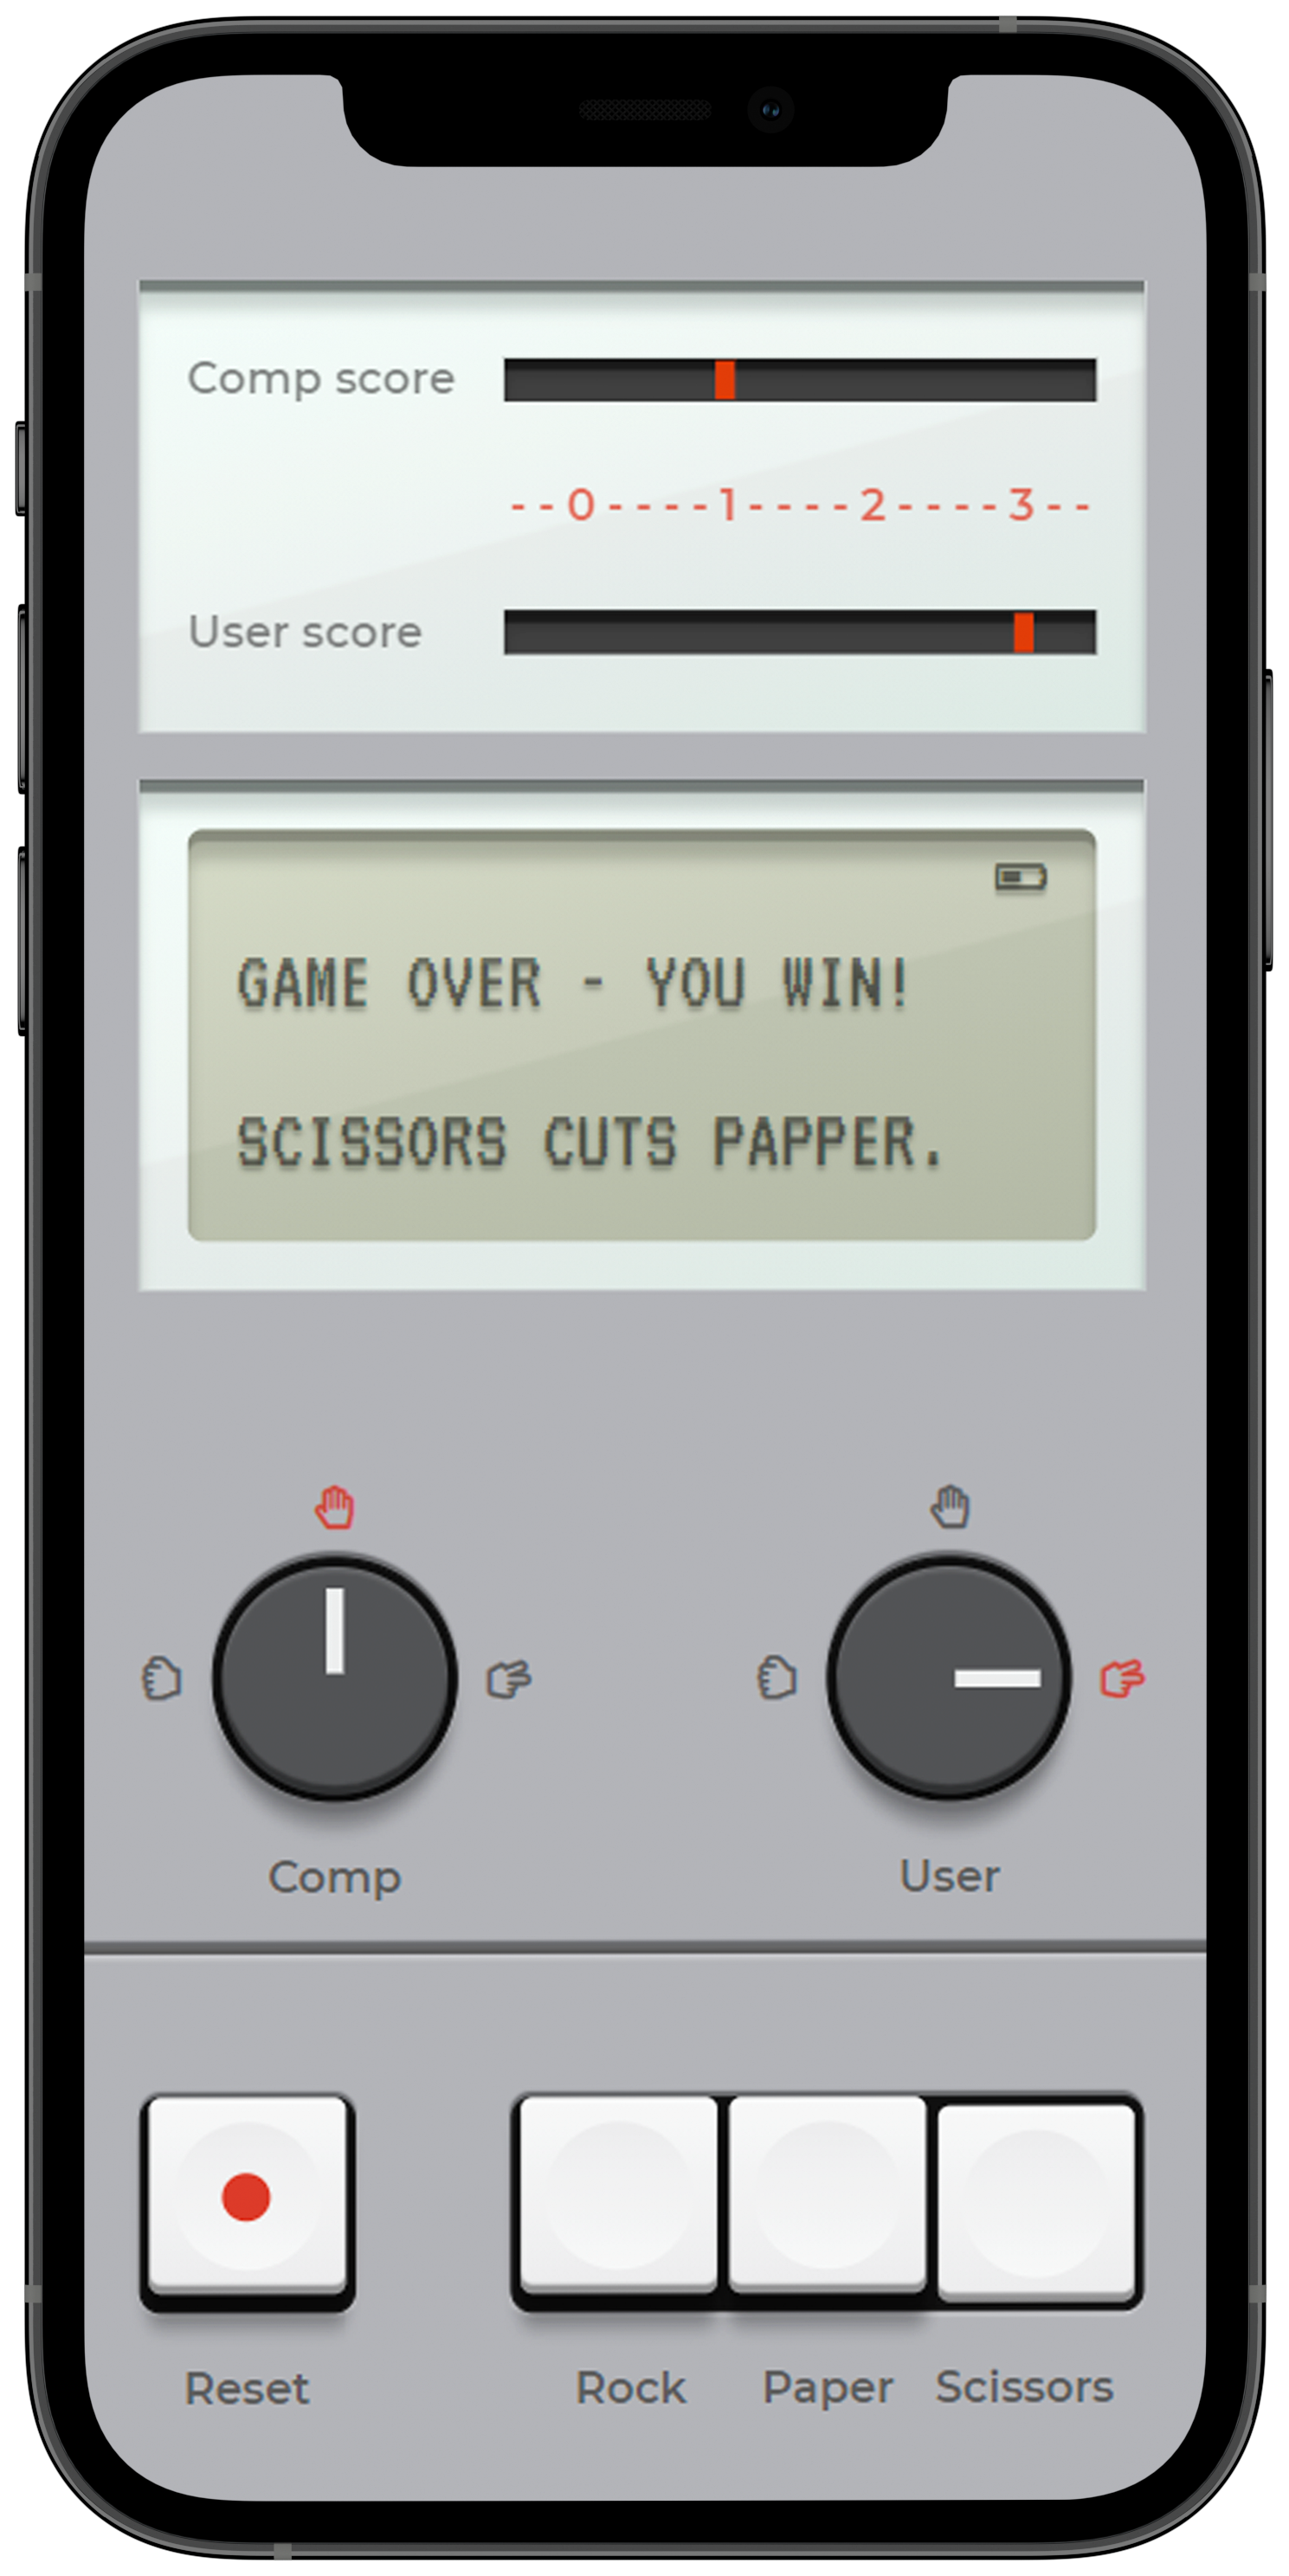 Comp score
--0----1----2----3--
User score
GAME OVER - YOU WIN!
SCISSORS CUTS PAPPER.
Comp
User
Reset
Rock
Paper
Scissors